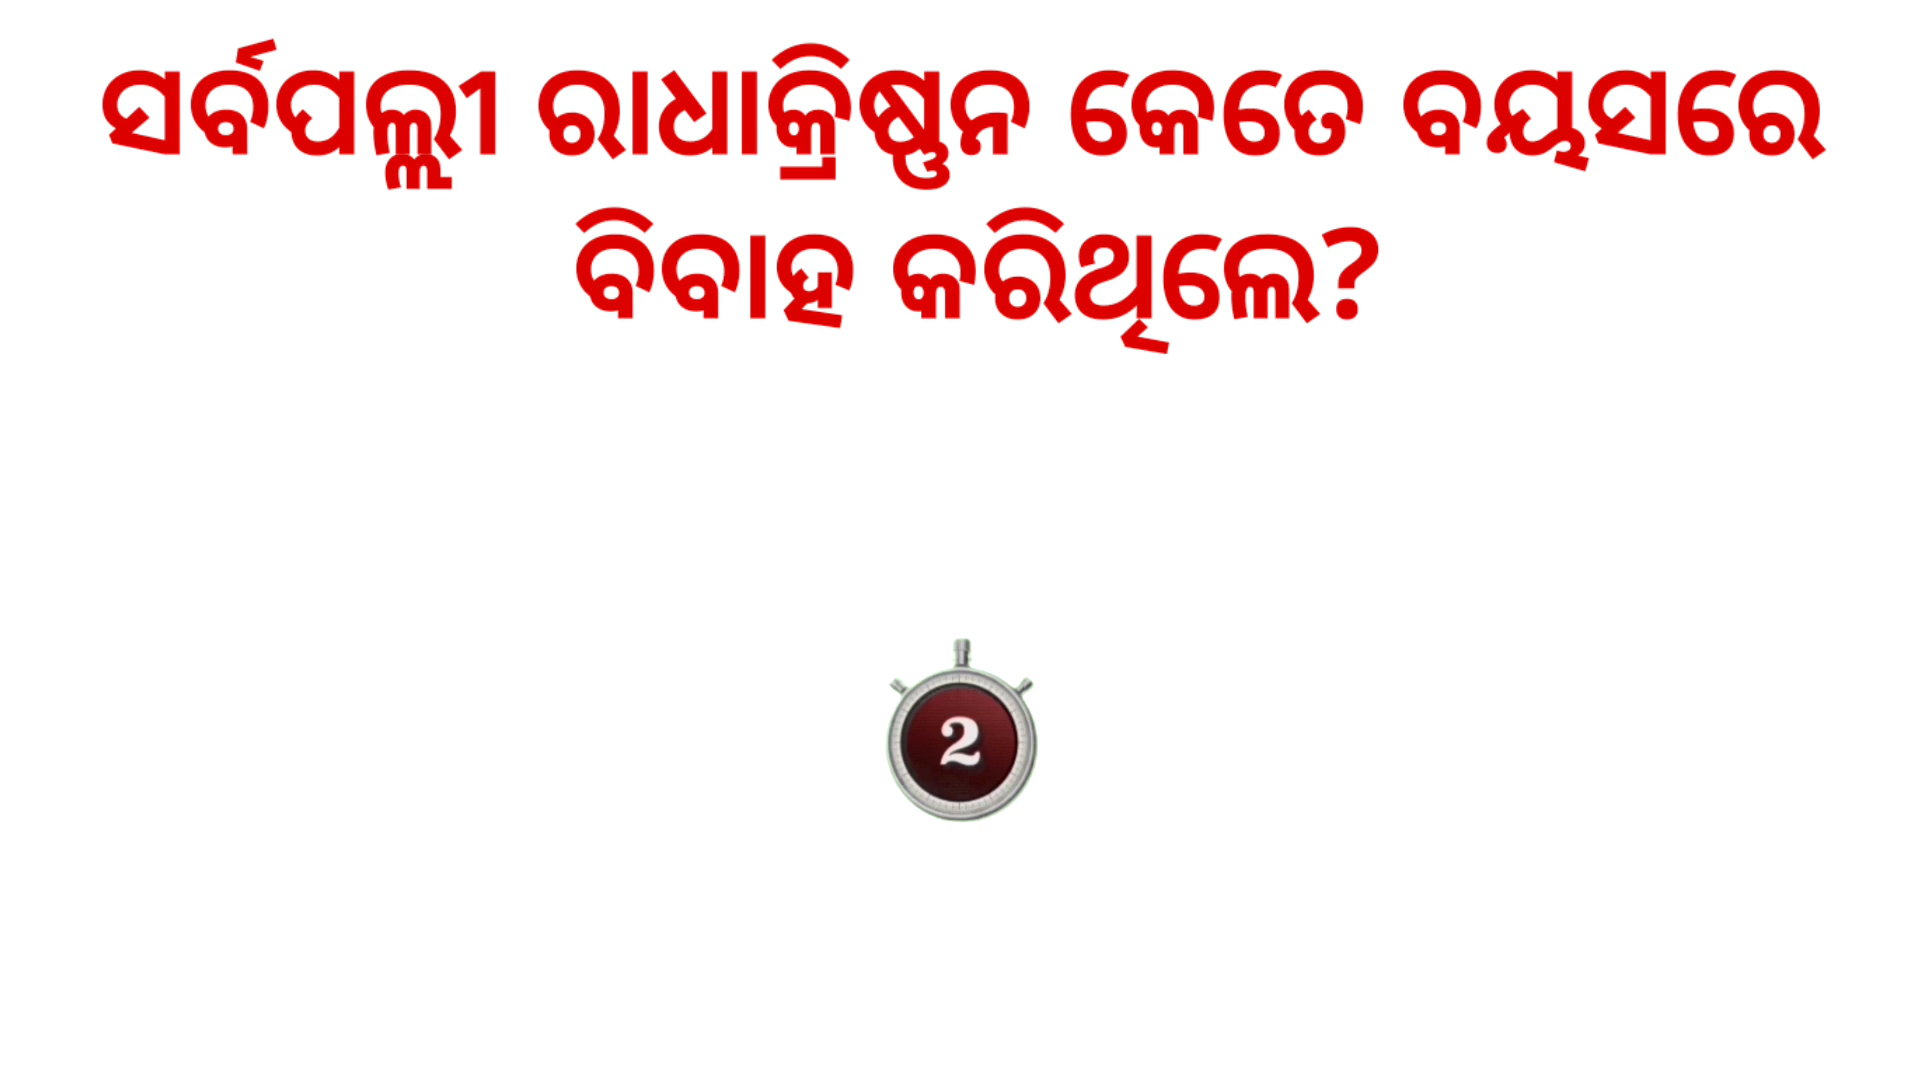 ସର୍ବପଲ୍ଲୀ ରାଧାକ୍ରିଷ୍ଣନ କେତେ ବୟସରେ
ବିବାହ କରିଥିଲେ?
2